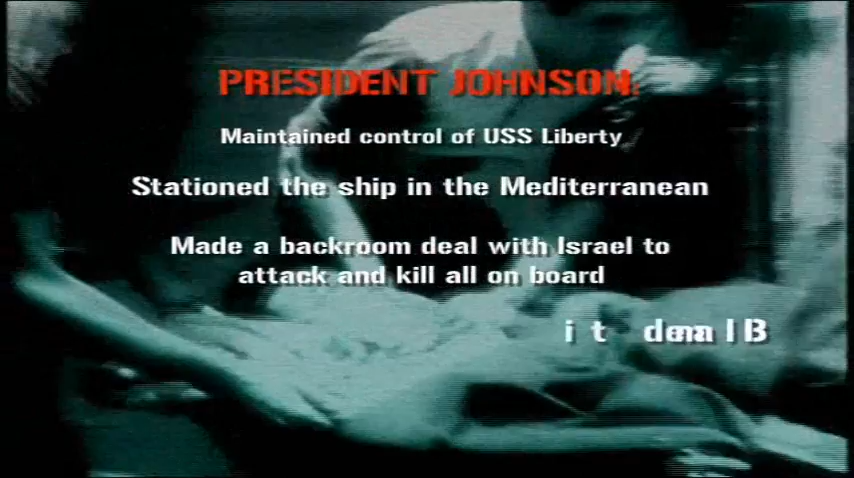 PRESIDENT JOHNSON:
Maintained control of USS Liberty
Stationed the ship in the Mediterranean
Made a backroom deal with Israel to
attack and kill all on board